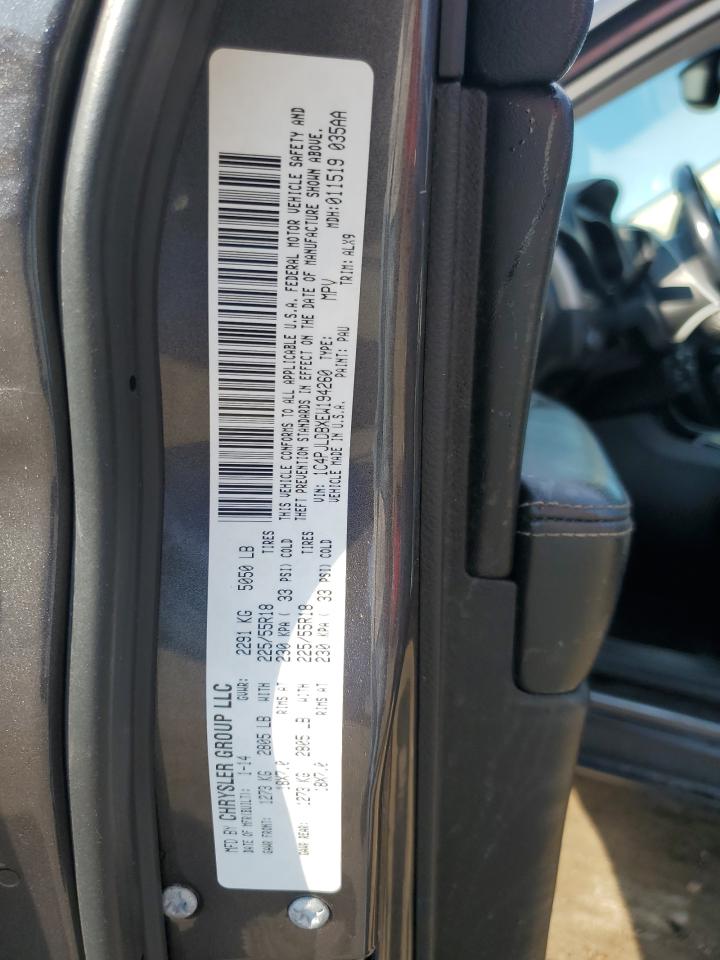 MFD BY CHRYSLER GROUP LLC
DATE OF MFR(BUILT): 1-14 GVWR: 2291 KG 5050 LB
GAWR FRONT: 1273 KG 2805 LB WITH 225/55R18 TIRES
18X7.0 RIMS AT 230 KPA ( 33 PSI) COLD
GAWR REAR: 1273 KG 2805 LB WITH 225/55R18 TIRES
18X7.0 RIMS AT 230 KPA ( 33 PSI) COLD
THIS VEHICLE CONFORMS TO ALL APPLICABLE U.S.A. FEDERAL MOTOR VEHICLE SAFETY AND
THEFT PREVENTION STANDARDS IN EFFECT ON THE DATE OF MANUFACTURE SHOWN ABOVE.
VIN: 1C4PJLDBXEW194260 TYPE: MPV MDH: 011519 035AA
VEHICLE MADE IN U.S.A. PAINT: PAU TRIM: ALX9